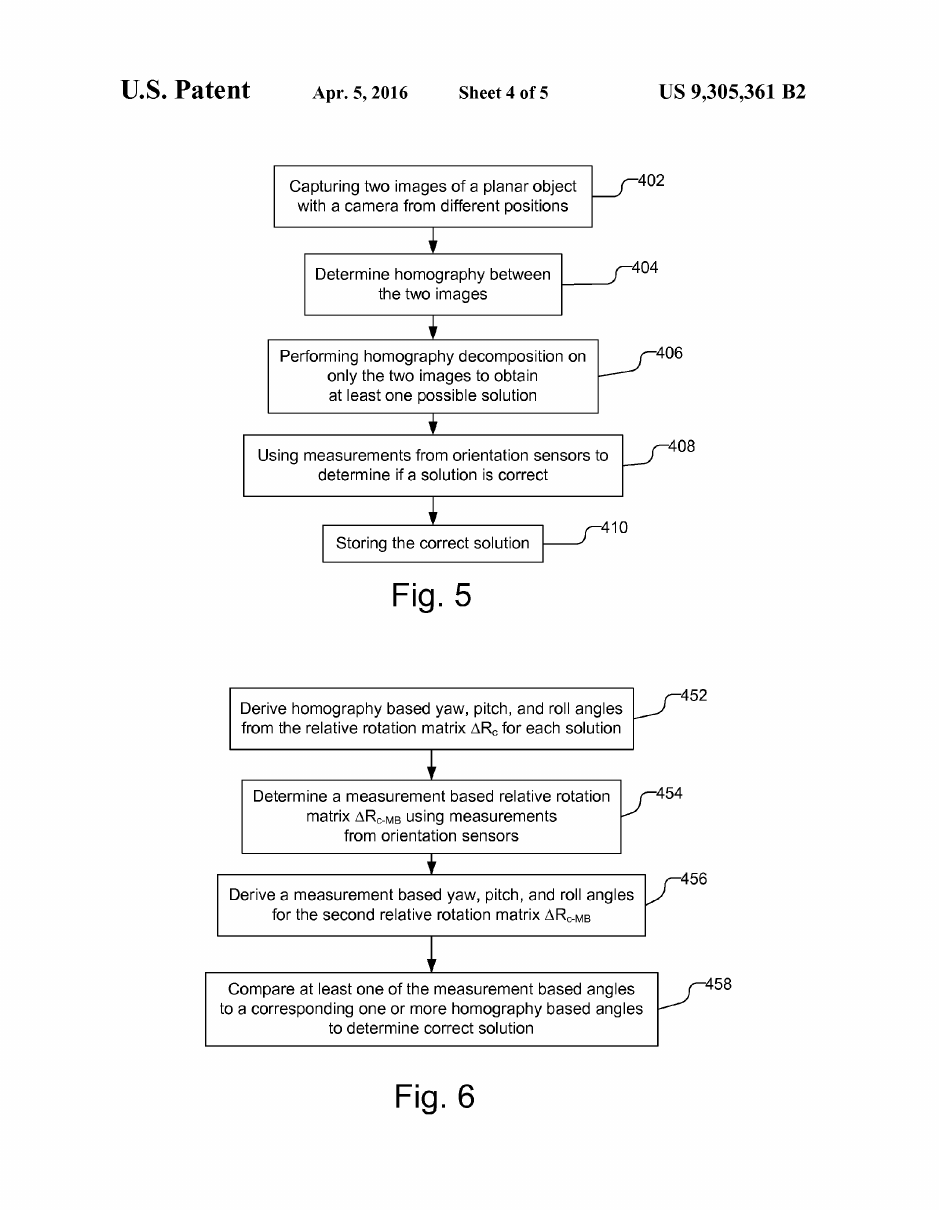 U.S. Patent Apr. 5, 2016 Sheet 4 of 5 US 9,305,361 B2
Capturing two images of a planar object
with a camera from different positions
402
Determine homography between
the two images
404
Performing homography decomposition on
only the two images to obtain
at least one possible solution
406
Using measurements from orientation sensors to
determine if a solution is correct
408
Storing the correct solution
410
Fig. 5
Derive homography based yaw, pitch, and roll angles
from the relative rotation matrix ΔRc for each solution
452
Determine a measurement based relative rotation
matrix ΔRc-MB using measurements
from orientation sensors
454
Derive a measurement based yaw, pitch, and roll angles
for the second relative rotation matrix ΔRc-MB
456
Compare at least one of the measurement based angles
to a corresponding one or more homography based angles
to determine correct solution
458
Fig. 6